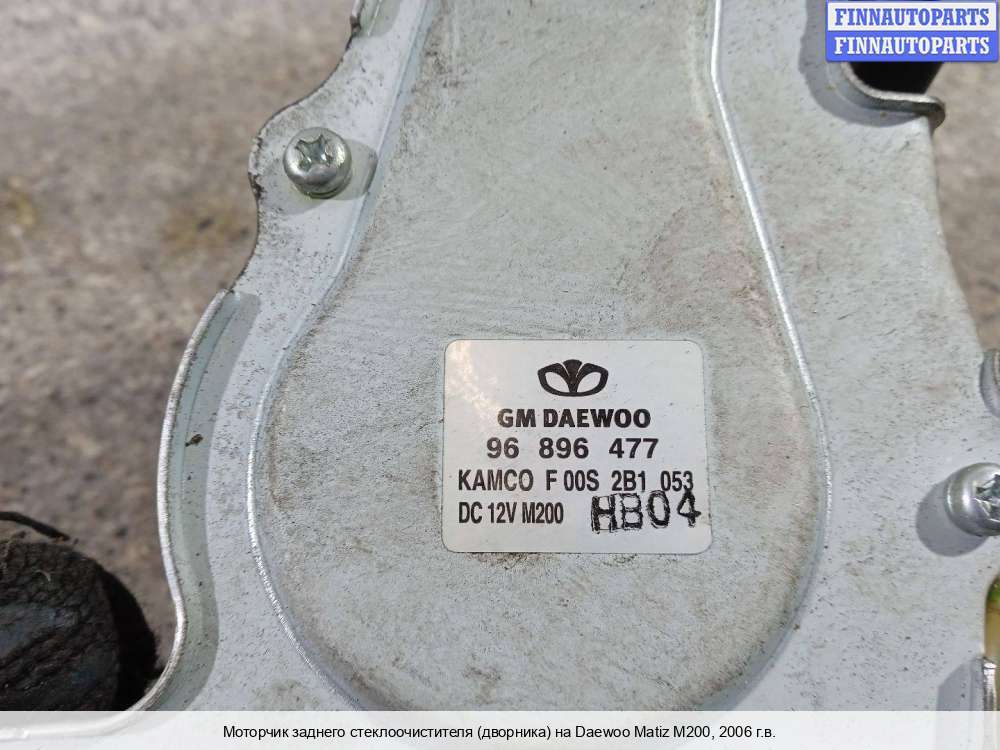 FINNAUTOPARTS
FINNAUTOPARTS
GM DAEWOO
96 896 477
KAMCO F 00S 2B1 053
DC 12V M200 HB04
Моторчик заднего стеклоочистителя (дворника) на Daewoo Matiz M200, 2006 г.в.